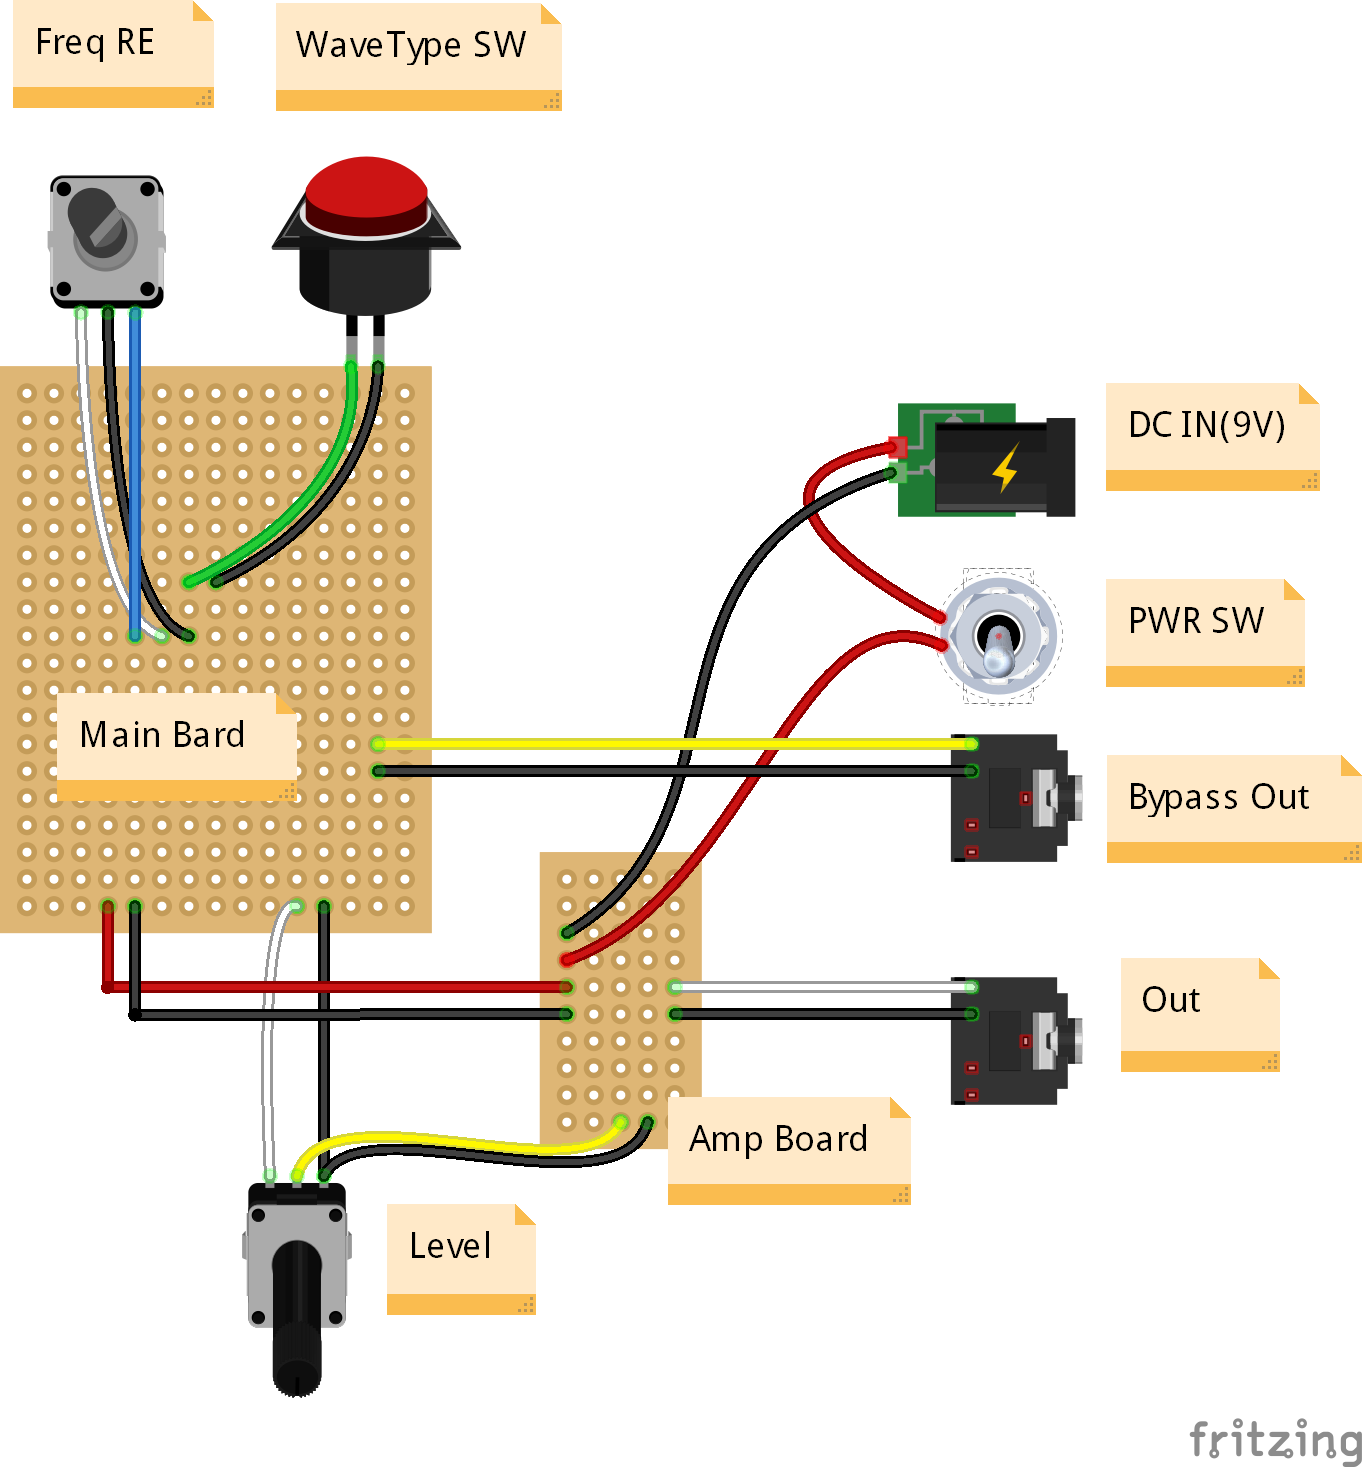 Freq RE
WaveType SW
DC IN(9V)
PWR SW
Main Bard
Bypass Out
Out
Amp Board
Level
fritzing